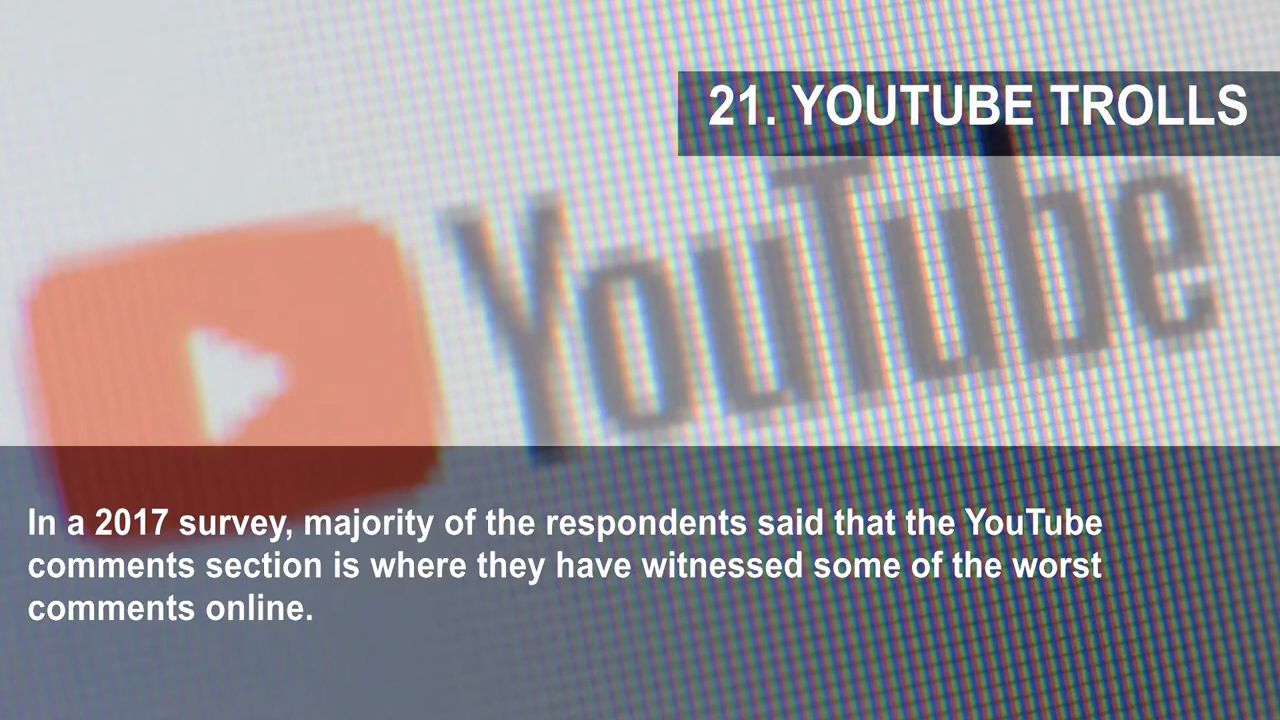 21. YOUTUBE TROLLS
YouTube
In a 2017 survey, majority of the respondents said that the YouTube
comments section is where they have witnessed some of the worst
comments online.